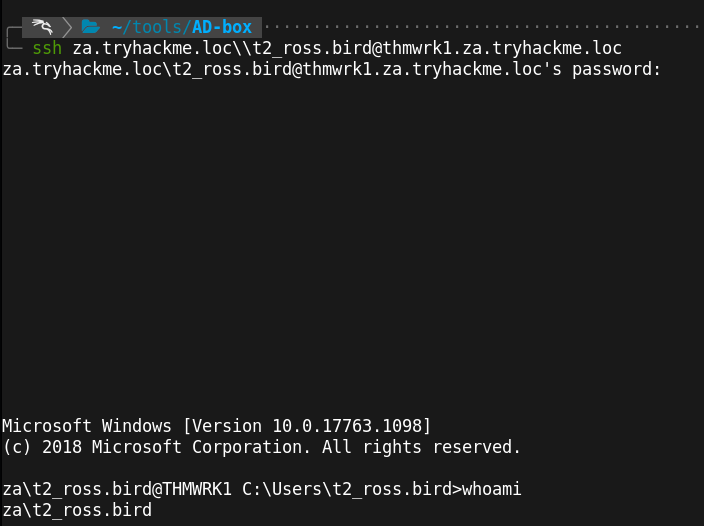 ~/tools/AD-box
ssh za.tryhackme.loc\\t2_ross.bird@thmwrk1.za.tryhackme.loc
za.tryhackme.loc\t2_ross.bird@thmwrk1.za.tryhackme.loc's password:
Microsoft Windows [Version 10.0.17763.1098]
(c) 2018 Microsoft Corporation. All rights reserved.
za\t2_ross.bird@THMWRK1 C:\Users\t2_ross.bird>whoami
za\t2_ross.bird